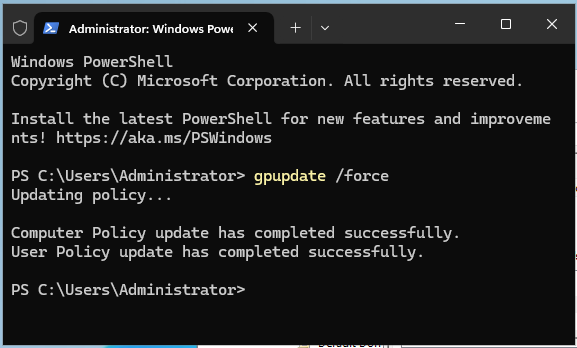 Administrator: Windows Powe
Windows PowerShell
Copyright (C) Microsoft Corporation. All rights reserved.
Install the latest PowerShell for new features and improveme
nts! https://aka.ms/PSWindows
PS C:\Users\Administrator> gpupdate /force
Updating policy...
Computer Policy update has completed successfully.
User Policy update has completed successfully.
PS C:\Users\Administrator>